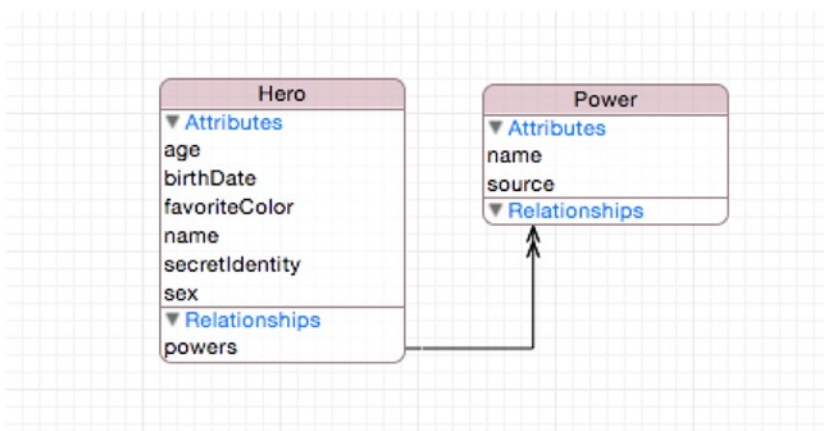 Hero
Attributes
age
birthDate
favoriteColor
name
secretIdentity
sex
Relationships
powers
Power
Attributes
name
source
Relationships